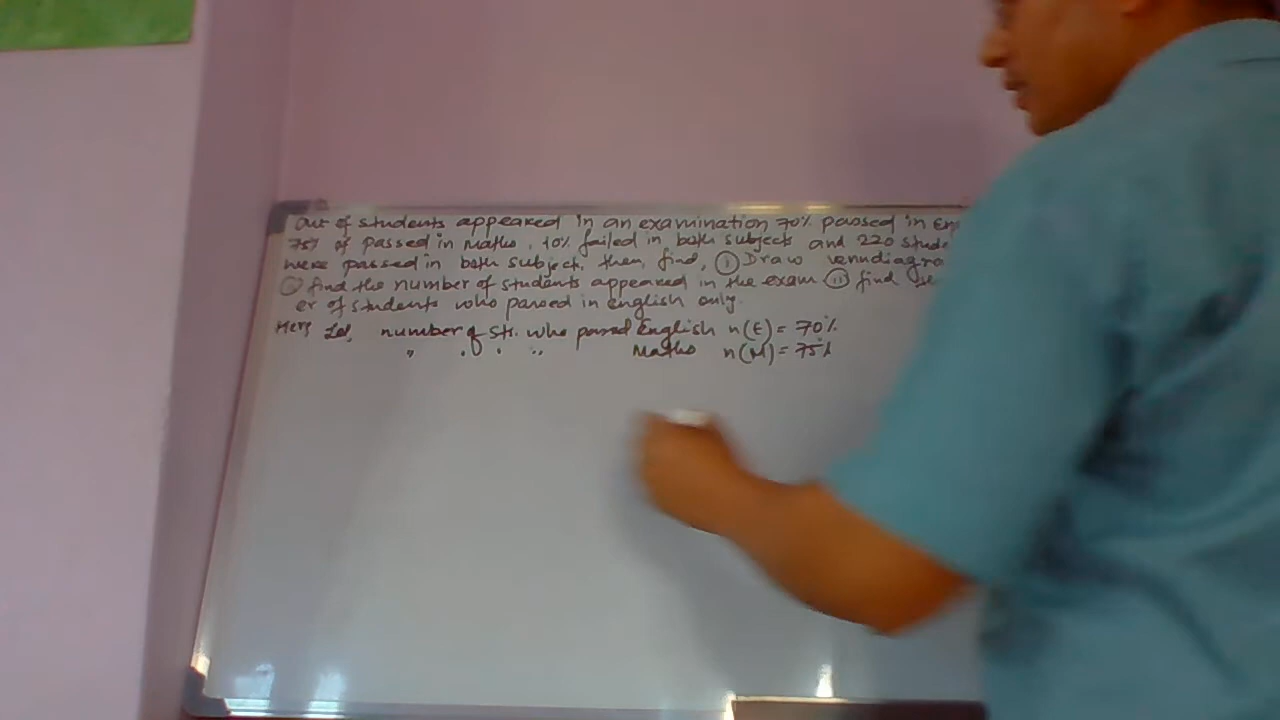 Out of students appeared in an examination 70% passed in En
75% of passed in Maths, 10% failed in both subjects and 220 stude
were passed in both subject. then, find, (i) Draw venndiagra
find the number of students appeared in the exam (iii) find
er of students who passed in english only.
Here Let, number of sts. who passed English n(E) = 70%
" " " " Maths n(M) = 75%